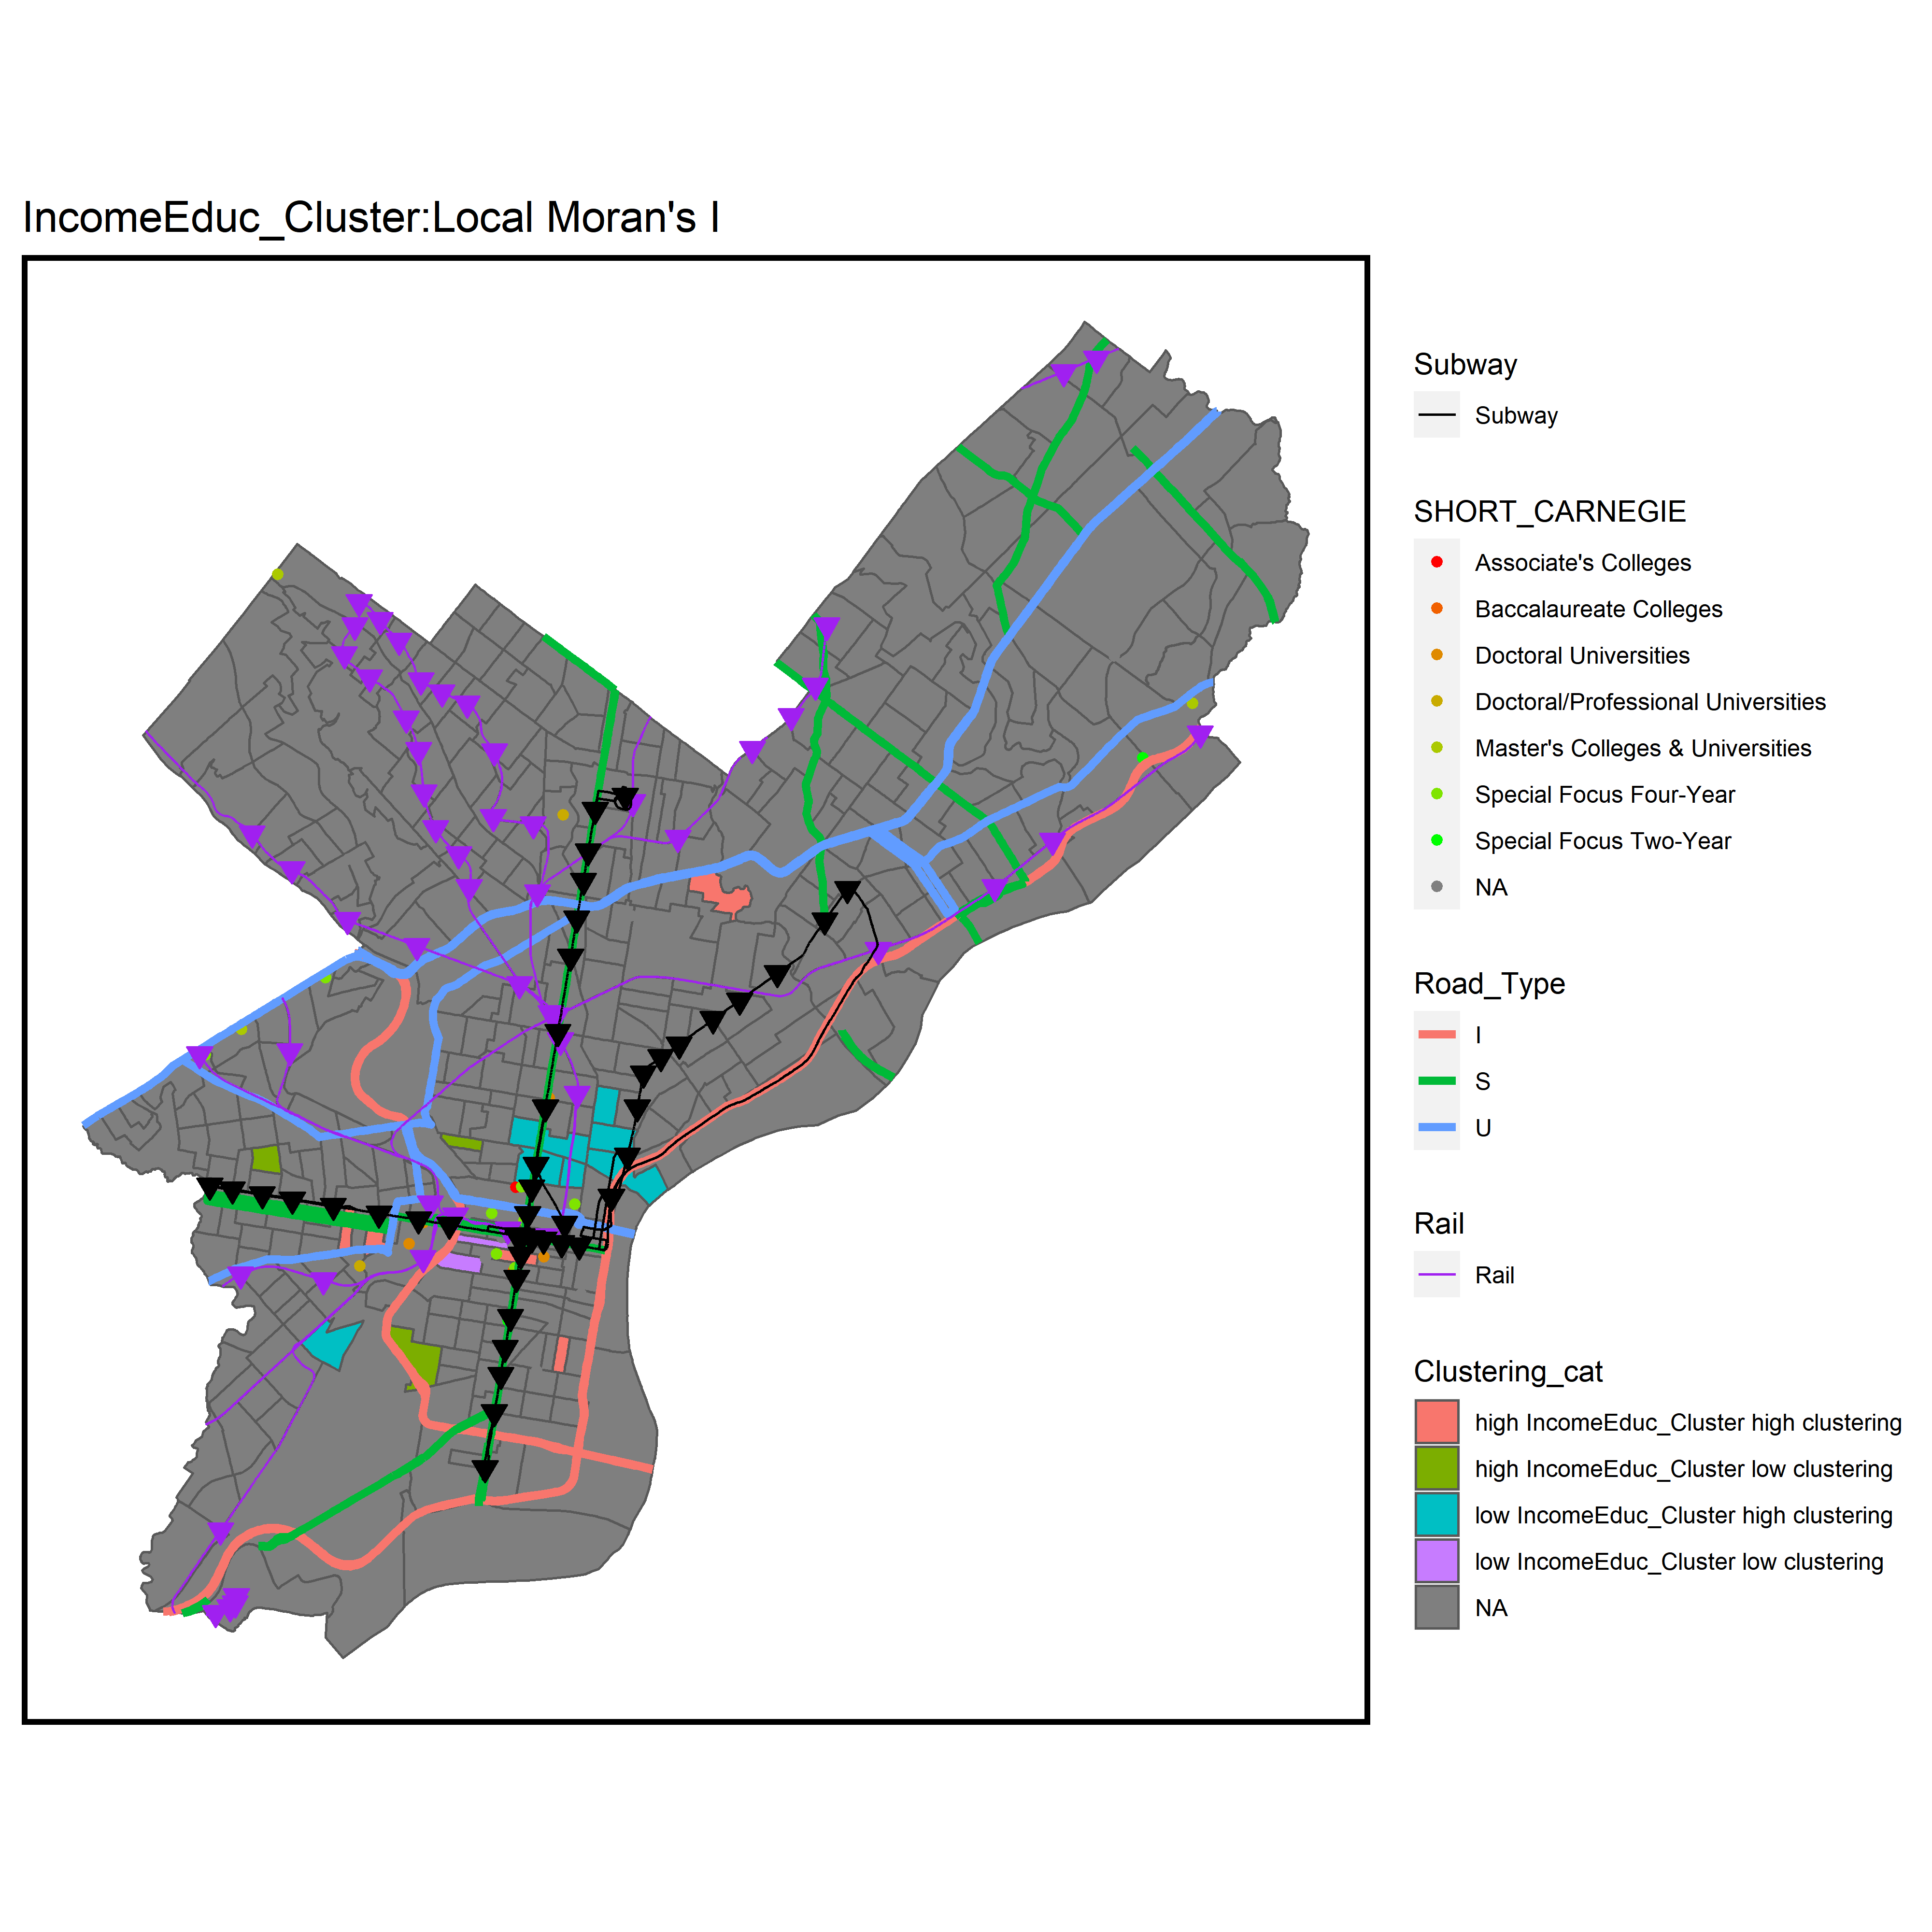 IncomeEduc_Cluster:Local Moran's I
Subway
Subway
SHORT_CARNEGIE
Associate's Colleges
Baccalaureate Colleges
Doctoral Universities
Doctoral/Professional Universities
Master's Colleges & Universities
Special Focus Four-Year
Special Focus Two-Year
NA
Road_Type
I
S
U
Rail
Rail
Clustering_cat
high IncomeEduc_Cluster high clustering
high IncomeEduc_Cluster low clustering
low IncomeEduc_Cluster high clustering
low IncomeEduc_Cluster low clustering
NA